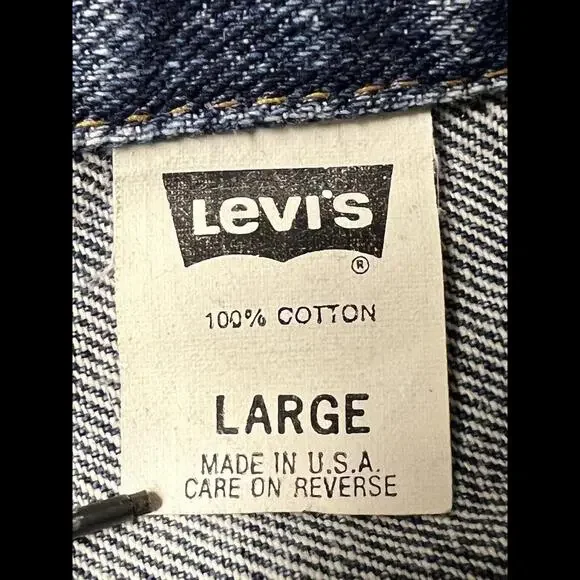 Levi's
®
100% COTTON
LARGE
MADE IN U.S.A.
CARE ON REVERSE